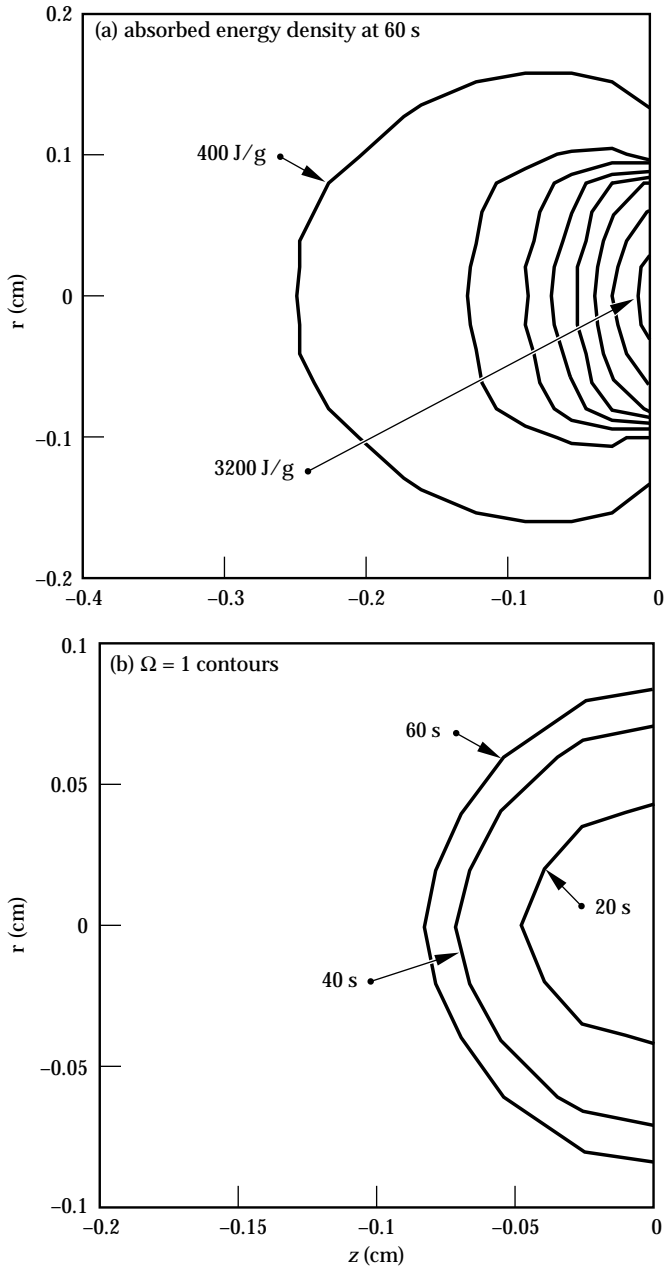 (a) absorbed energy density at 60 s
0.2
0.1
0
–0.1
–0.2
r (cm)
400 J/g
3200 J/g
–0.4
–0.3
–0.2
–0.1
0
(b) Ω = 1 contours
0.1
0.05
0
–0.05
–0.1
r (cm)
60 s
20 s
40 s
–0.2
–0.15
–0.1
–0.05
0
z (cm)